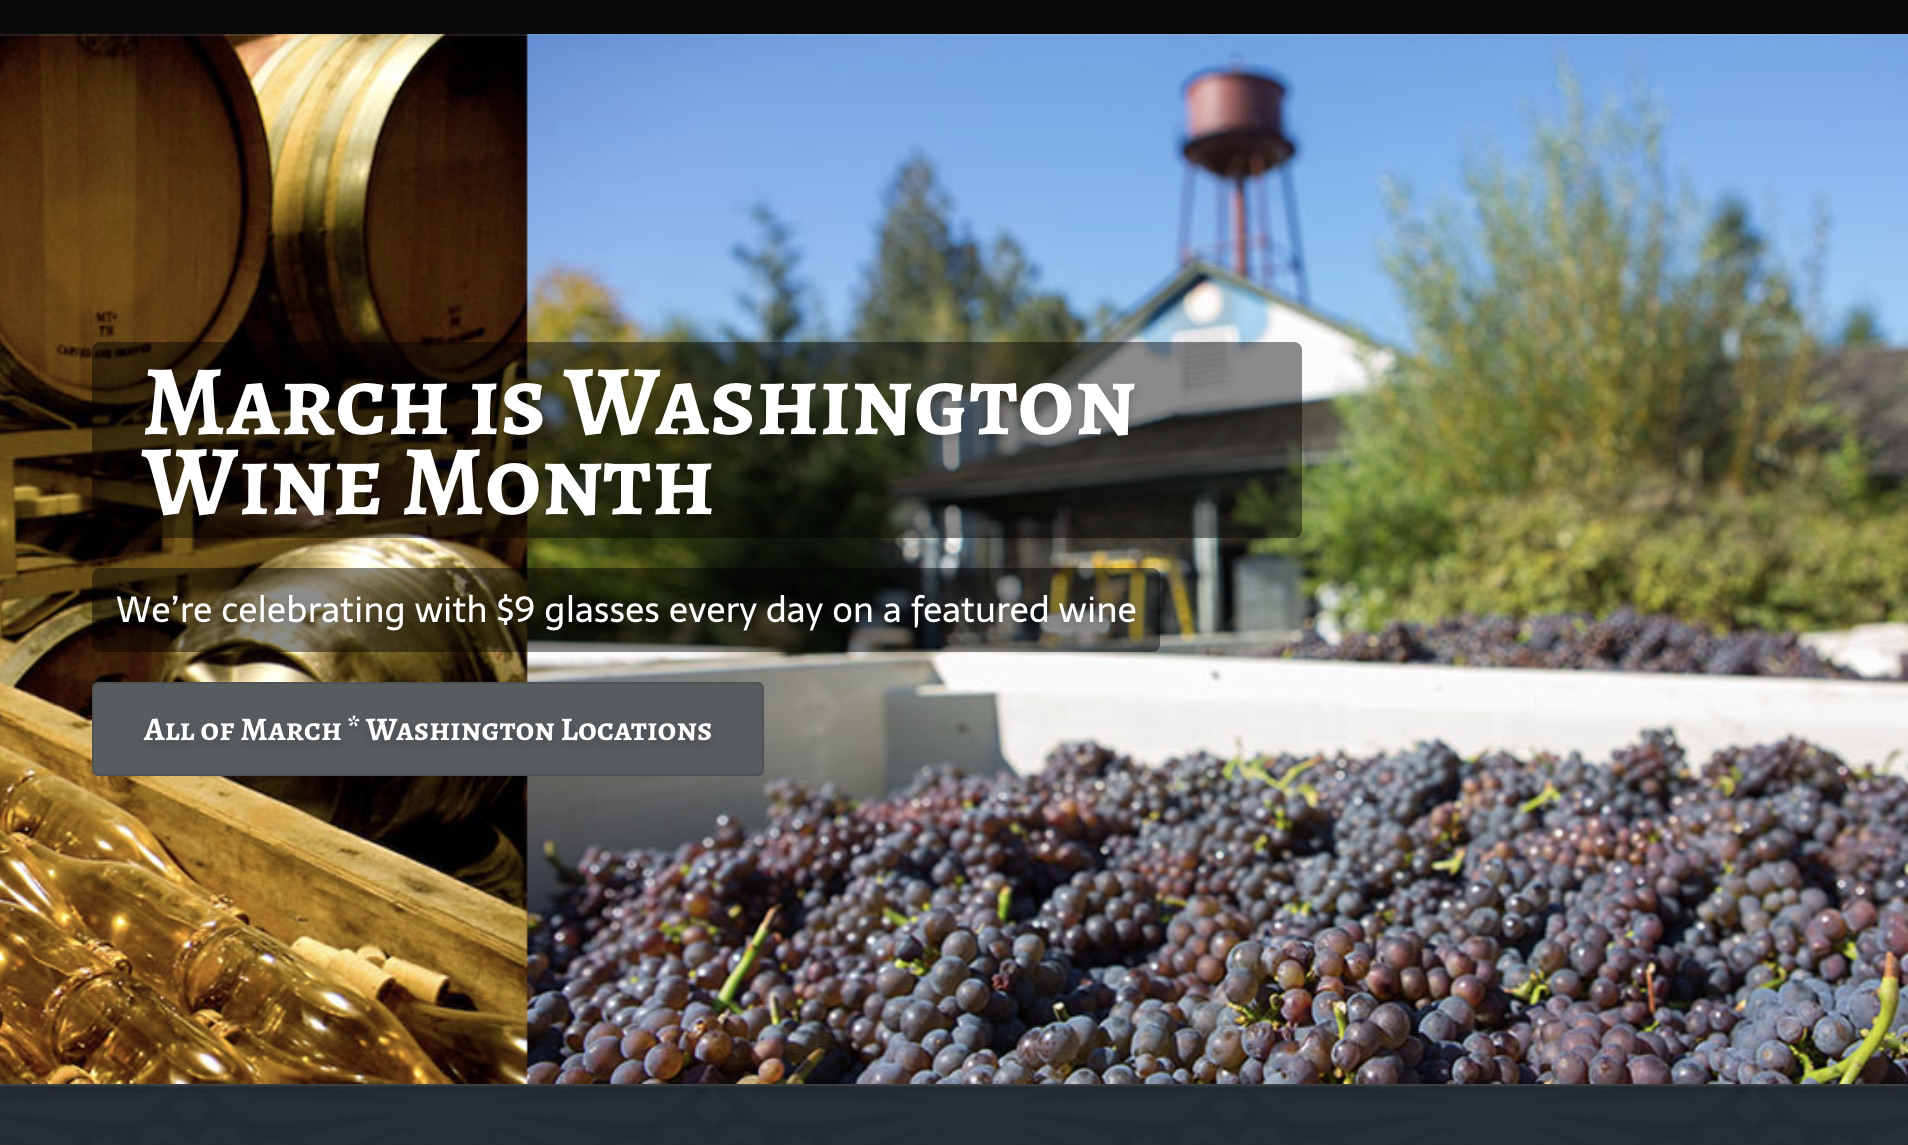 March is Washington
Wine Month
We’re celebrating with $9 glasses every day on a featured wine
All of March * Washington Locations